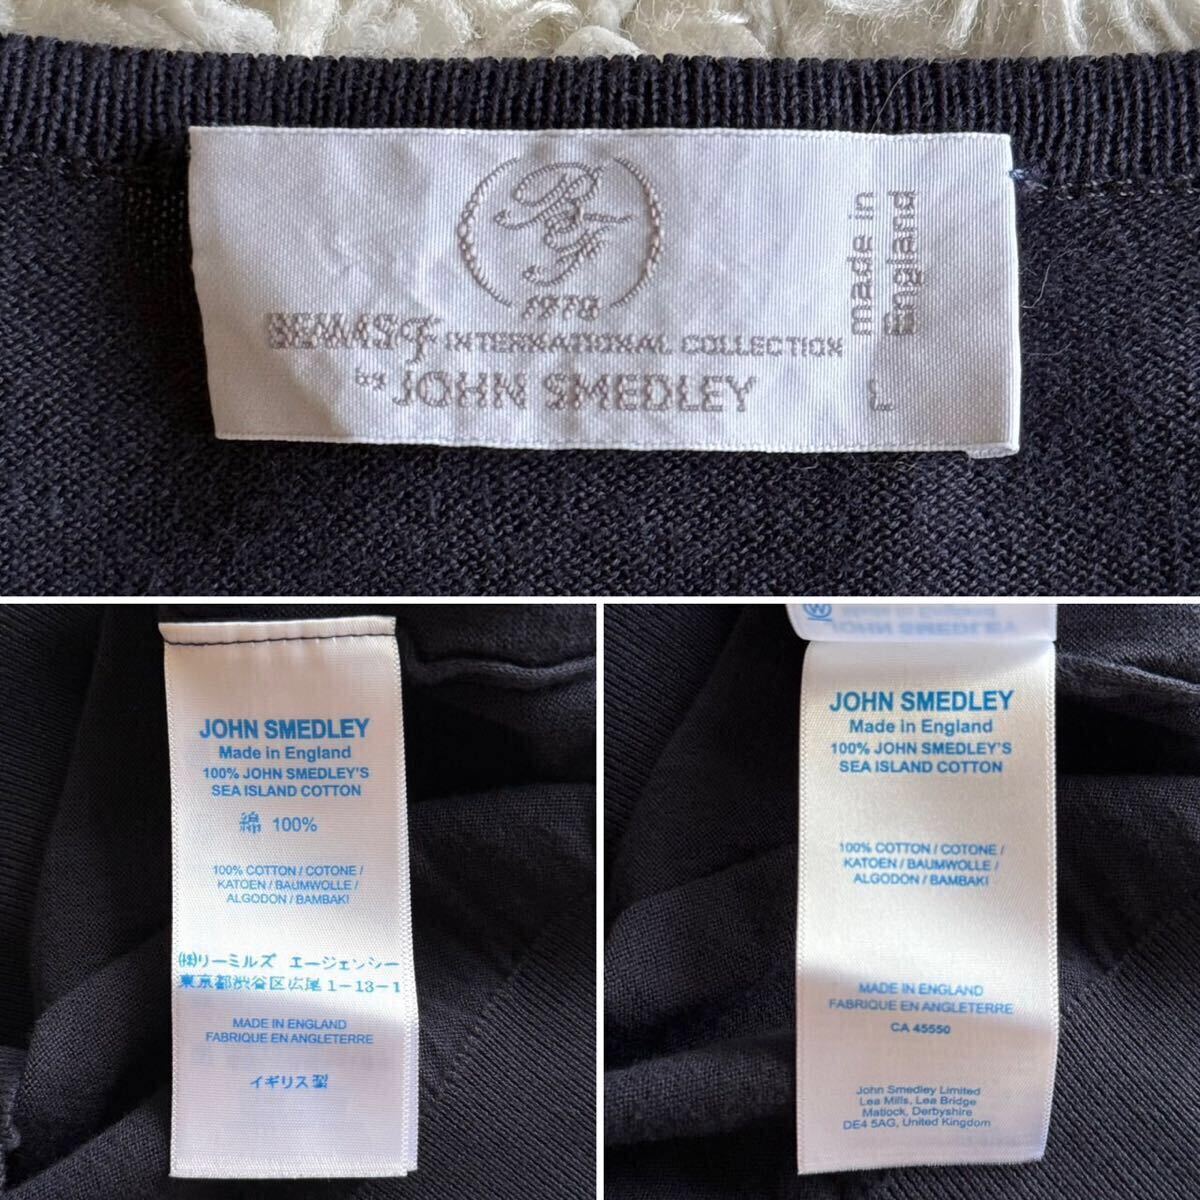 BF
1976
BEAMS F INTERNATIONAL COLLECTION
by JOHN SMEDLEY
made in
England
L
JOHN SMEDLEY
Made in England
100% JOHN SMEDLEY'S
SEA ISLAND COTTON
綿 100%
100% COTTON / COTONE /
KATOEN / BAUMWOLLE /
ALGODON / BAMBAKI
㈱リーミルズ エージェンシー
東京都渋谷区広尾1-13-1
MADE IN ENGLAND
FABRIQUE EN ANGLETERRE
イギリス製
JOHN SMEDLEY
JOHN SMEDLEY
Made in England
100% JOHN SMEDLEY'S
SEA ISLAND COTTON
100% COTTON / COTONE /
KATOEN / BAUMWOLLE /
ALGODON / BAMBAKI
MADE IN ENGLAND
FABRIQUE EN ANGLETERRE
CA 45550
John Smedley Limited
Lea Mills, Lea Bridge
Matlock, Derbyshire
DE4 5AG, United Kingdom